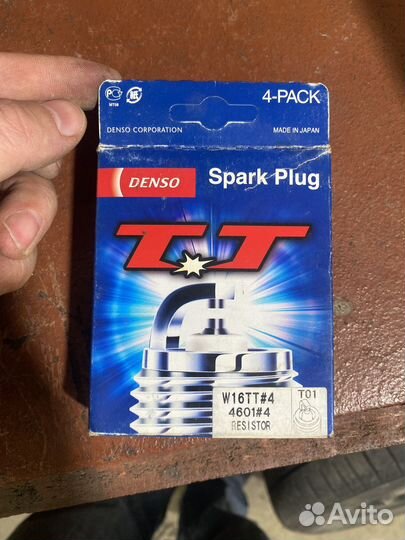 4-PACK
DENSO CORPORATION
MADE IN JAPAN
DENSO
Spark Plug
TT
W16TT#4
4601#4
RESISTOR
T01
Avito